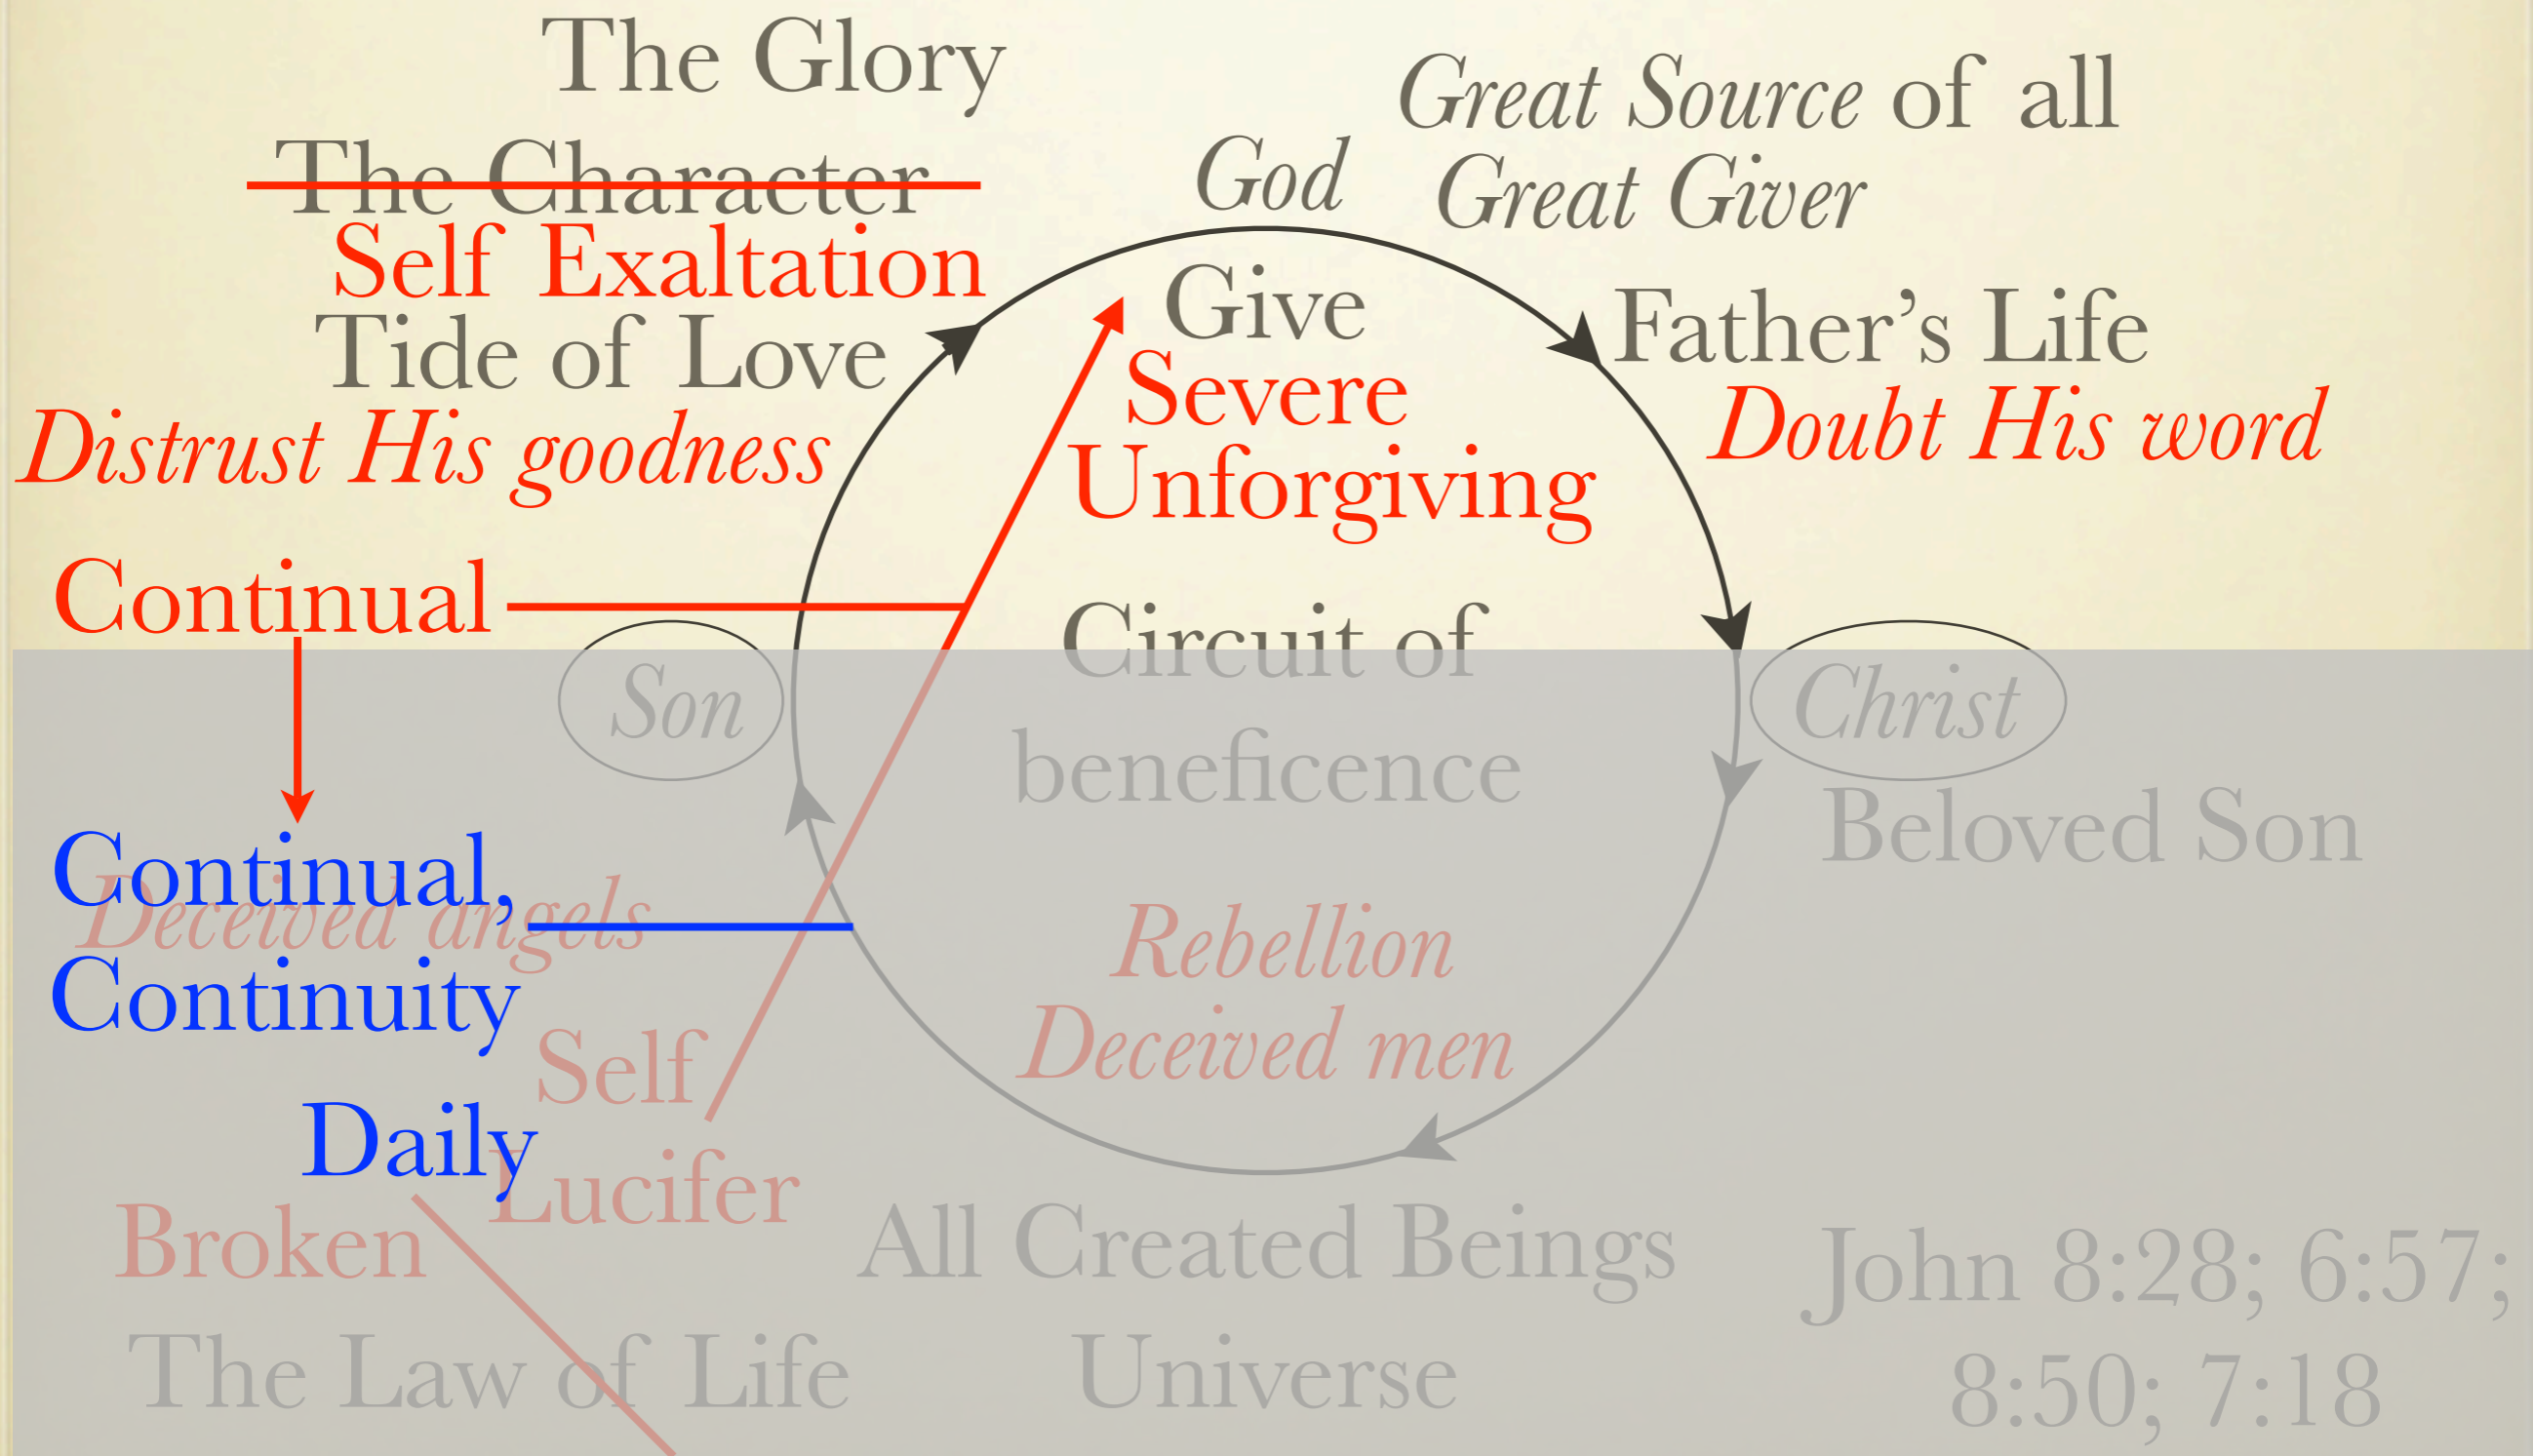 The Glory
Great Source of all
The Character
God
Great Giver
Self Exaltation
Give
Father's Life
Tide of Love
Severe
Doubt His word
Distrust His goodness
Unforgiving
Continual
Circuit of
Son
Christ
beneficence
Beloved Son
Continual,
Deceived angels
Rebellion
Continuity
Deceived men
Self
Daily
Lucifer
Broken
All Created Beings
John 8:28; 6:57;
The Law of Life
Universe
8:50; 7:18